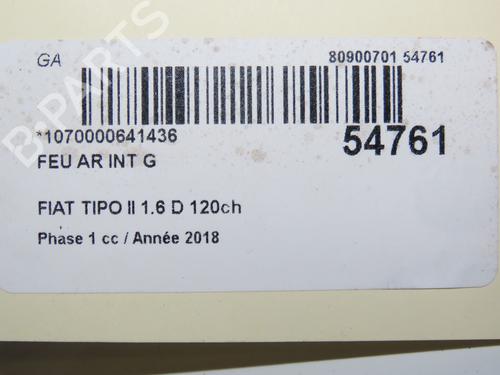 GA
80900701 54761
*1070000641436
54761
FEU AR INT G
FIAT TIPO II 1.6 D 120ch
Phase 1 cc / Année 2018
B-PARTS